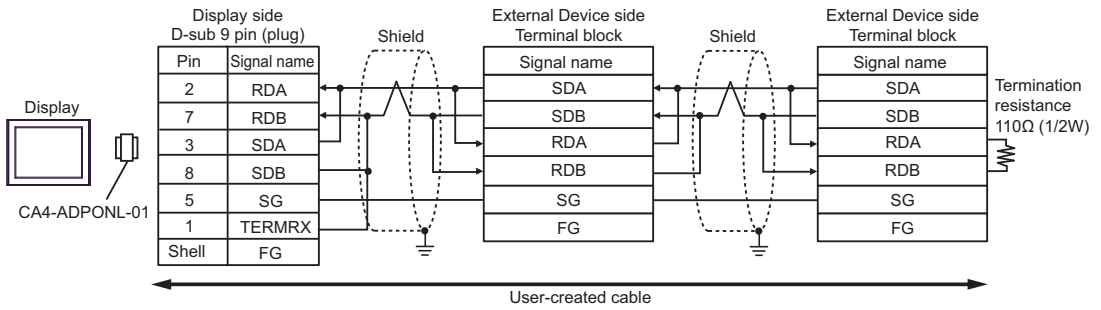 Display side
D-sub 9 pin (plug)
Shield
External Device side
Terminal block
Shield
External Device side
Terminal block
Pin Signal name
Signal name
Signal name
2 RDA
SDA
SDA
Termination
resistance
110Ω (1/2W)
7 RDB
SDB
SDB
Display
3 SDA
RDA
RDA
8 SDB
RDB
RDB
5 SG
SG
SG
CA4-ADPONL-01
1 TERMRX
FG
FG
Shell FG
User-created cable